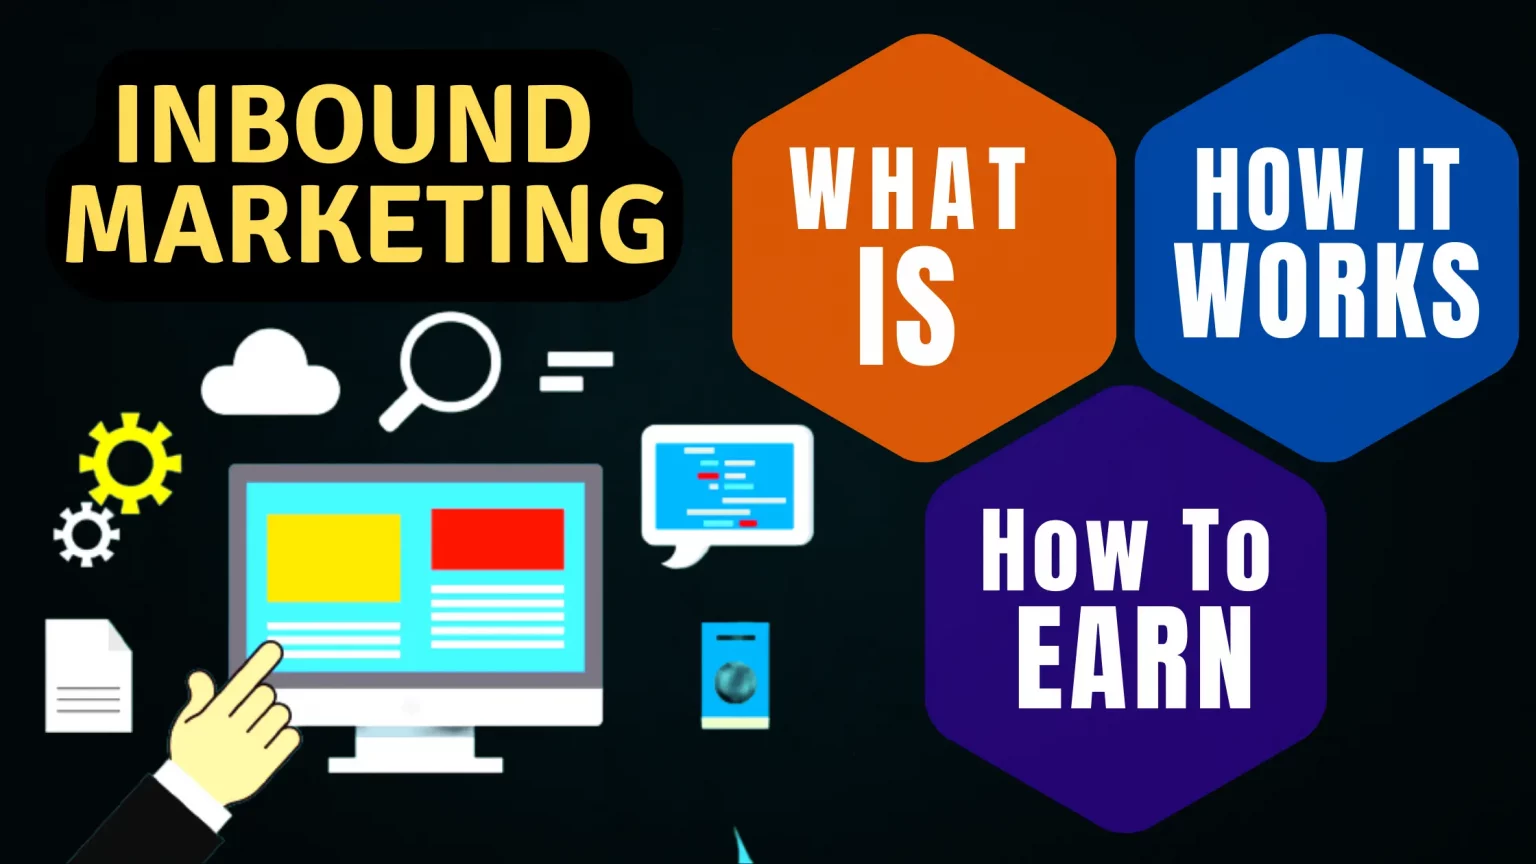 INBOUND
MARKETING
WHAT
IS
HOW IT
WORKS
How To
EARN